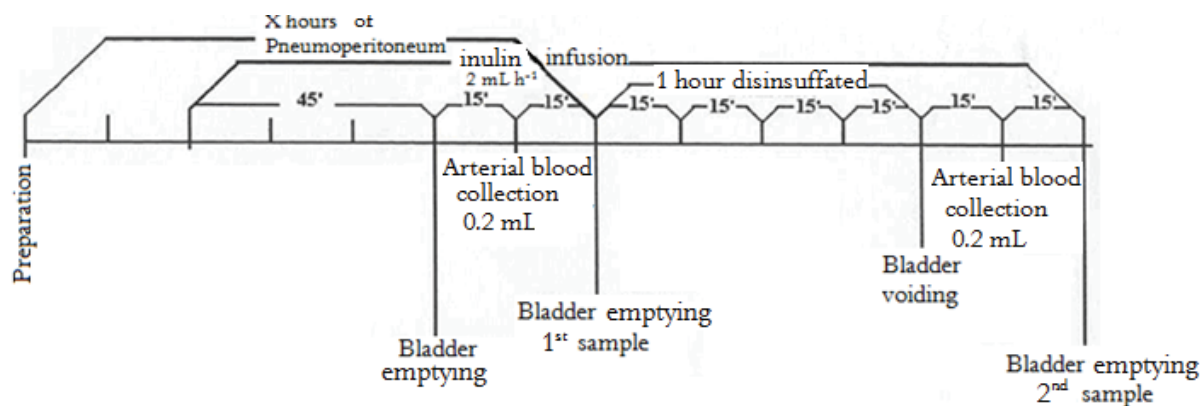 X hours of
Pneumoperitoneum
inulin infusion
2 mL h⁻¹
1 hour disinsuffated
45' 15' 15' 15' 15' 15' 15' 15' 15'
Preparation
Arterial blood
collection
0.2 mL
Arterial blood
collection
0.2 mL
Bladder
voiding
Bladder emptying
1st sample
Bladder
emptying
Bladder emptying
2nd sample